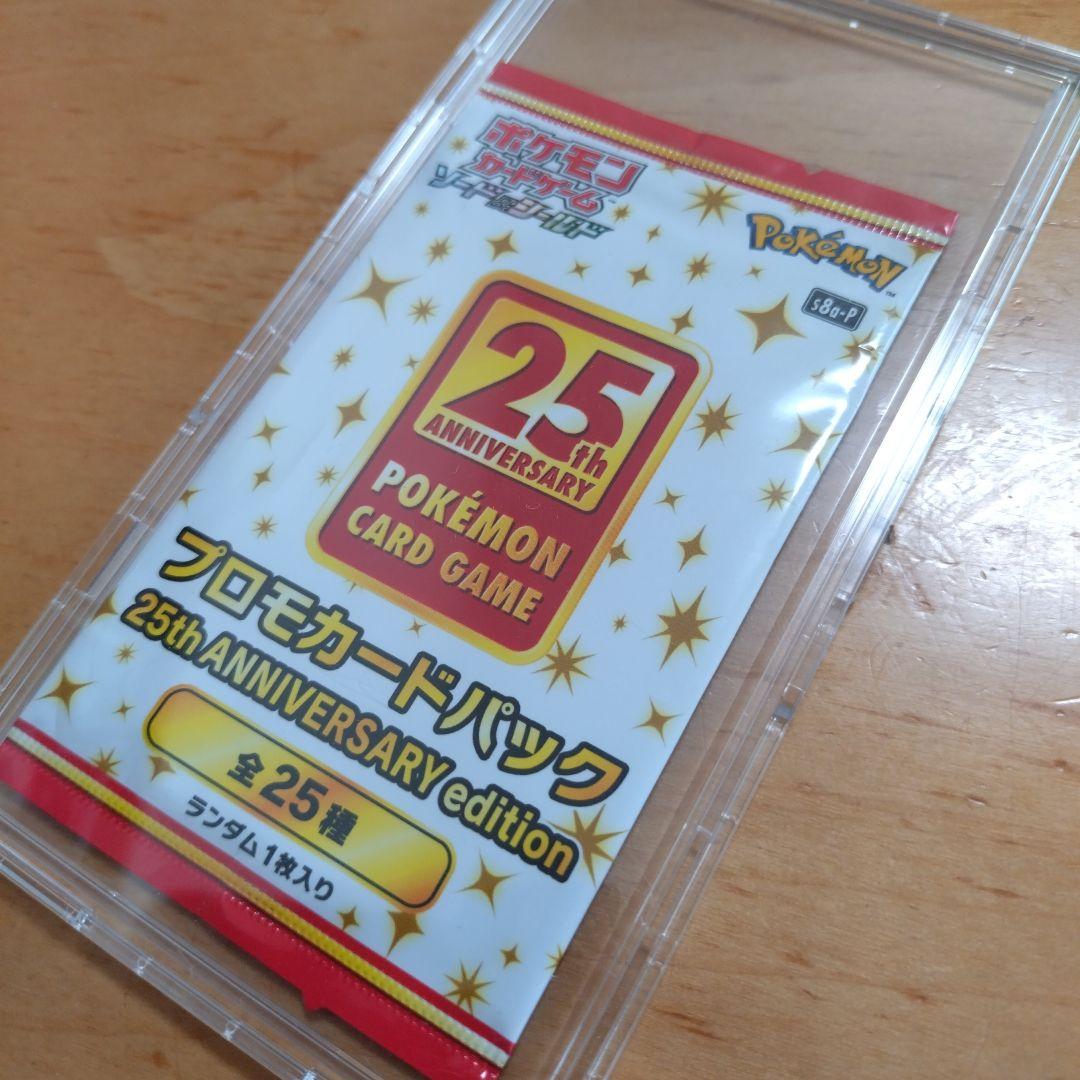 ポケモン
カードゲーム
ソード&シールド
Pokémon
s8a-P
25th
ANNIVERSARY
POKÉMON
CARD GAME
プロモカードパック
25th ANNIVERSARY edition
全25種
ランダム1枚入り